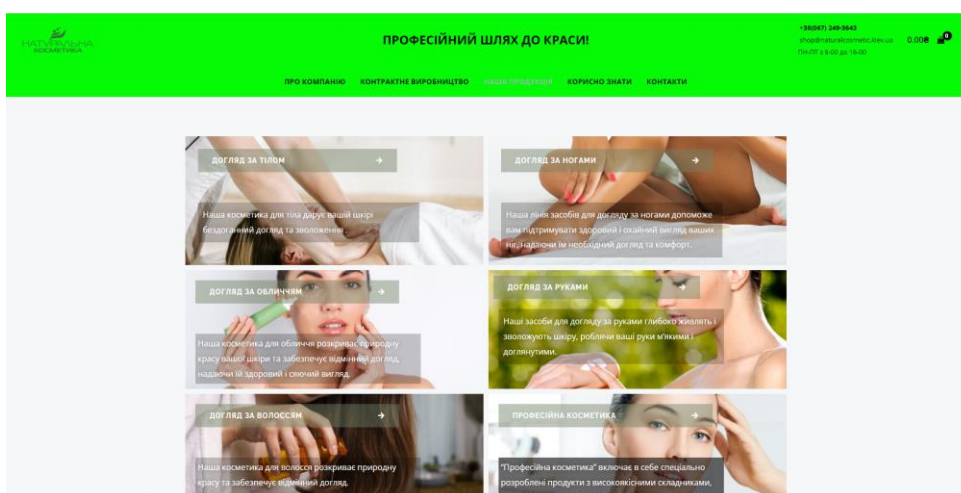 НАТУРАЛЬНА
КОСМЕТИКА
ПРОФЕСІЙНИЙ ШЛЯХ ДО КРАСИ!
+38(067) 249-3643
shop@naturalcosmetic.kiev.ua
ПН-ПТ з 8-00 до 16-00
0.00₴
0
ПРО КОМПАНІЮ КОНТРАКТНЕ ВИРОБНИЦТВО НАША ПРОДУКЦІЯ КОРИСНО ЗНАТИ КОНТАКТИ
ДОГЛЯД ЗА ТІЛОМ →
Наша косметика для тіла дарує вашій шкірі
бездоганний догляд та зволоження.
ДОГЛЯД ЗА НОГАМИ →
Наша лінія засобів для догляду за ногами допоможе
вам підтримувати здоровий і охайний вигляд ваших
ніг, надаючи їм необхідний догляд та комфорт.
ДОГЛЯД ЗА ОБЛИЧЧЯМ →
Наша косметика для обличчя розкриває природну
красу вашої шкіри та забезпечує відмінний догляд,
надаючи їй здоровий і сяючий вигляд.
ДОГЛЯД ЗА РУКАМИ →
Наші засоби для догляду за руками глибоко живлять і
зволожують шкіру, роблячи ваші руки м'якими і
доглянутими.
ДОГЛЯД ЗА ВОЛОССЯМ →
Наша косметика для волосся розкриває природну
красу та забезпечує відмінний догляд.
ПРОФЕСІЙНА КОСМЕТИКА →
"Професійна косметика" включає в себе спеціально
розроблені продукти з високоякісними складниками,